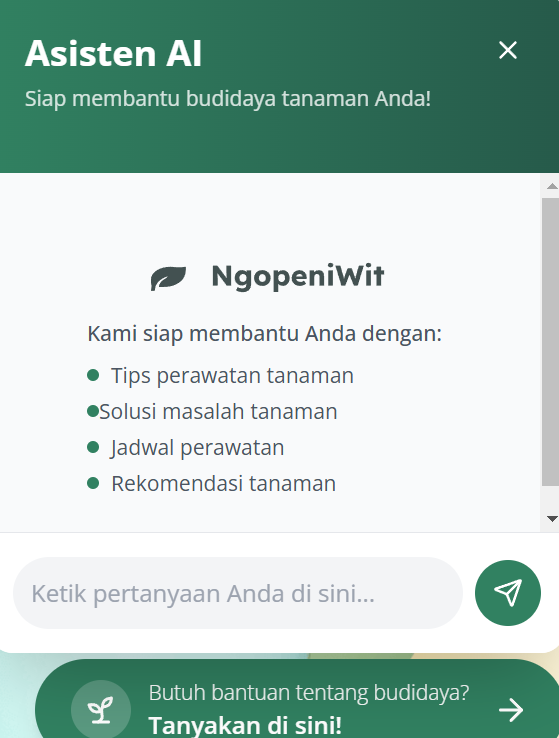 Asisten AI
Siap membantu budidaya tanaman Anda!
NgopeniWit
Kami siap membantu Anda dengan:
Tips perawatan tanaman
Solusi masalah tanaman
Jadwal perawatan
Rekomendasi tanaman
Ketik pertanyaan Anda di sini...
Butuh bantuan tentang budidaya?
Tanyakan di sini!